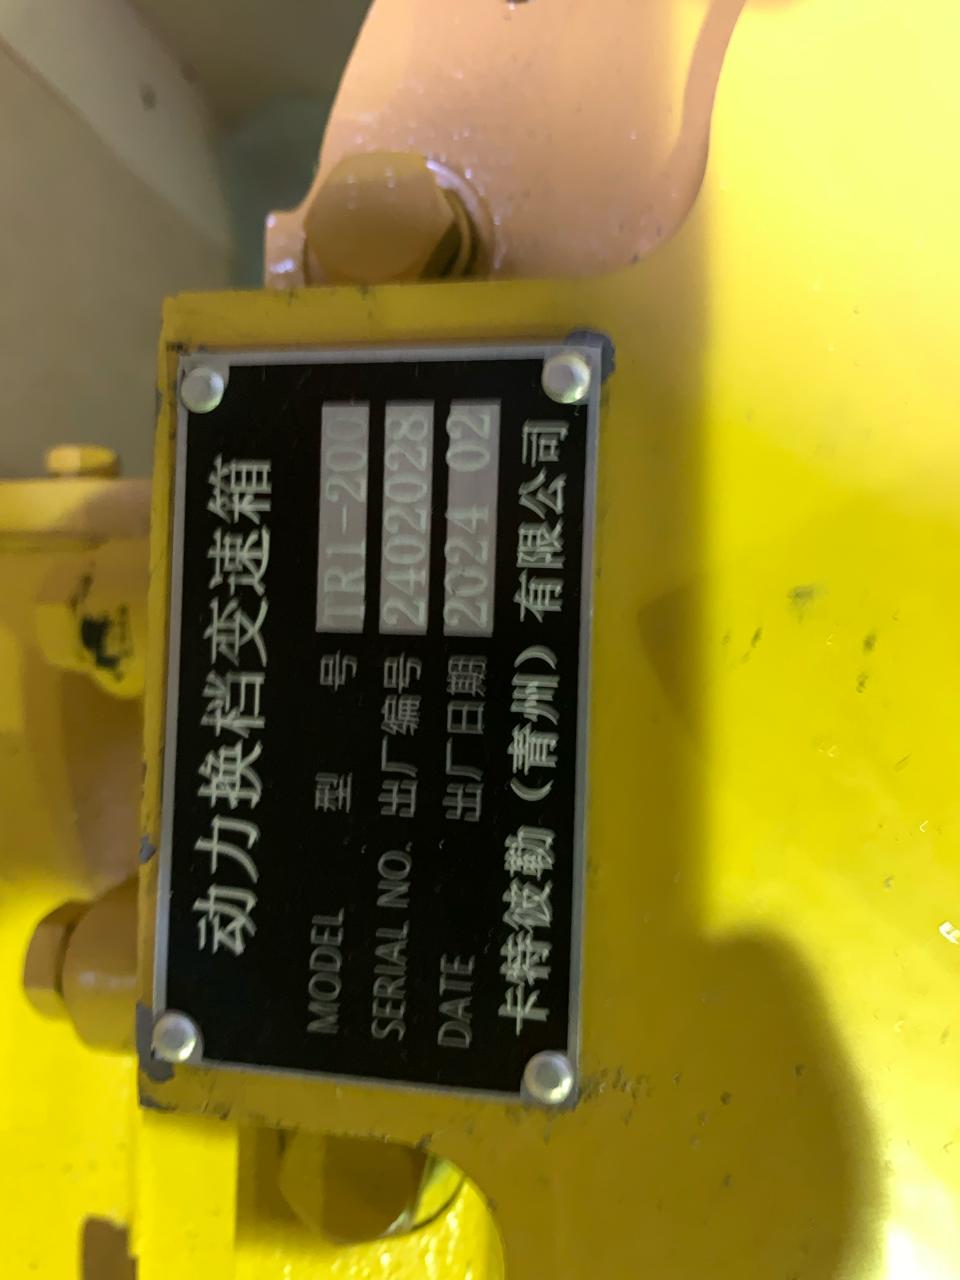 动力换档变速箱
MODEL 型 号 TR1-200
SERIAL NO. 出厂编号 2402028
DATE 出厂日期 2024 02
卡特彼勒（青州）有限公司